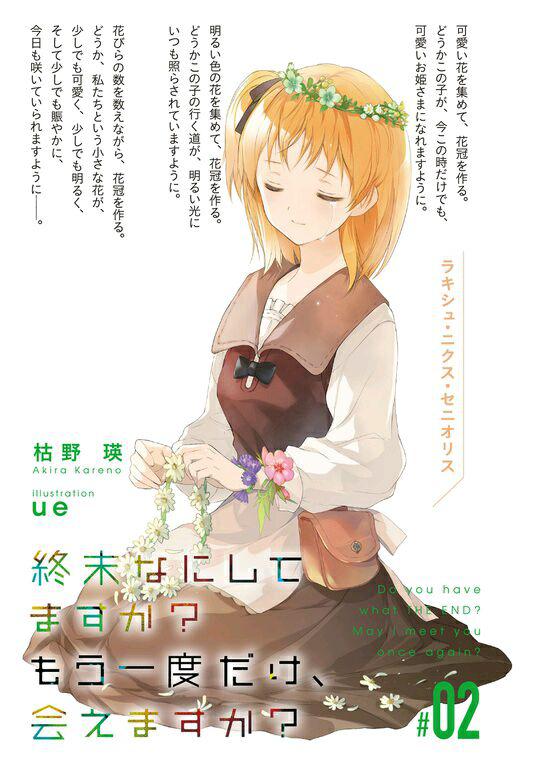 可愛い花を集めて、花冠を作る。
どうかこの子が、今この時だけでも、
可愛いお姫さまになれますように。
明るい色の花を集めて、花冠を作る。
どうかこの子の行く道が、明るい光に
いつも照らされていますように。
花びらの数を数えながら、花冠を作る。
どうか、私たちという小さな花が、
少しでも可愛く、少しでも明るく、
そして少しでも賑やかに、
今日も咲いていられますように──。
ラキシュ・ニクス・セニオリス
枯野 瑛
Akira Kareno
illustration
ue
終末なにしてますか?
もう一度だけ、
会えますか?
Do you have
what THE END?
May I meet you
once again?
#02